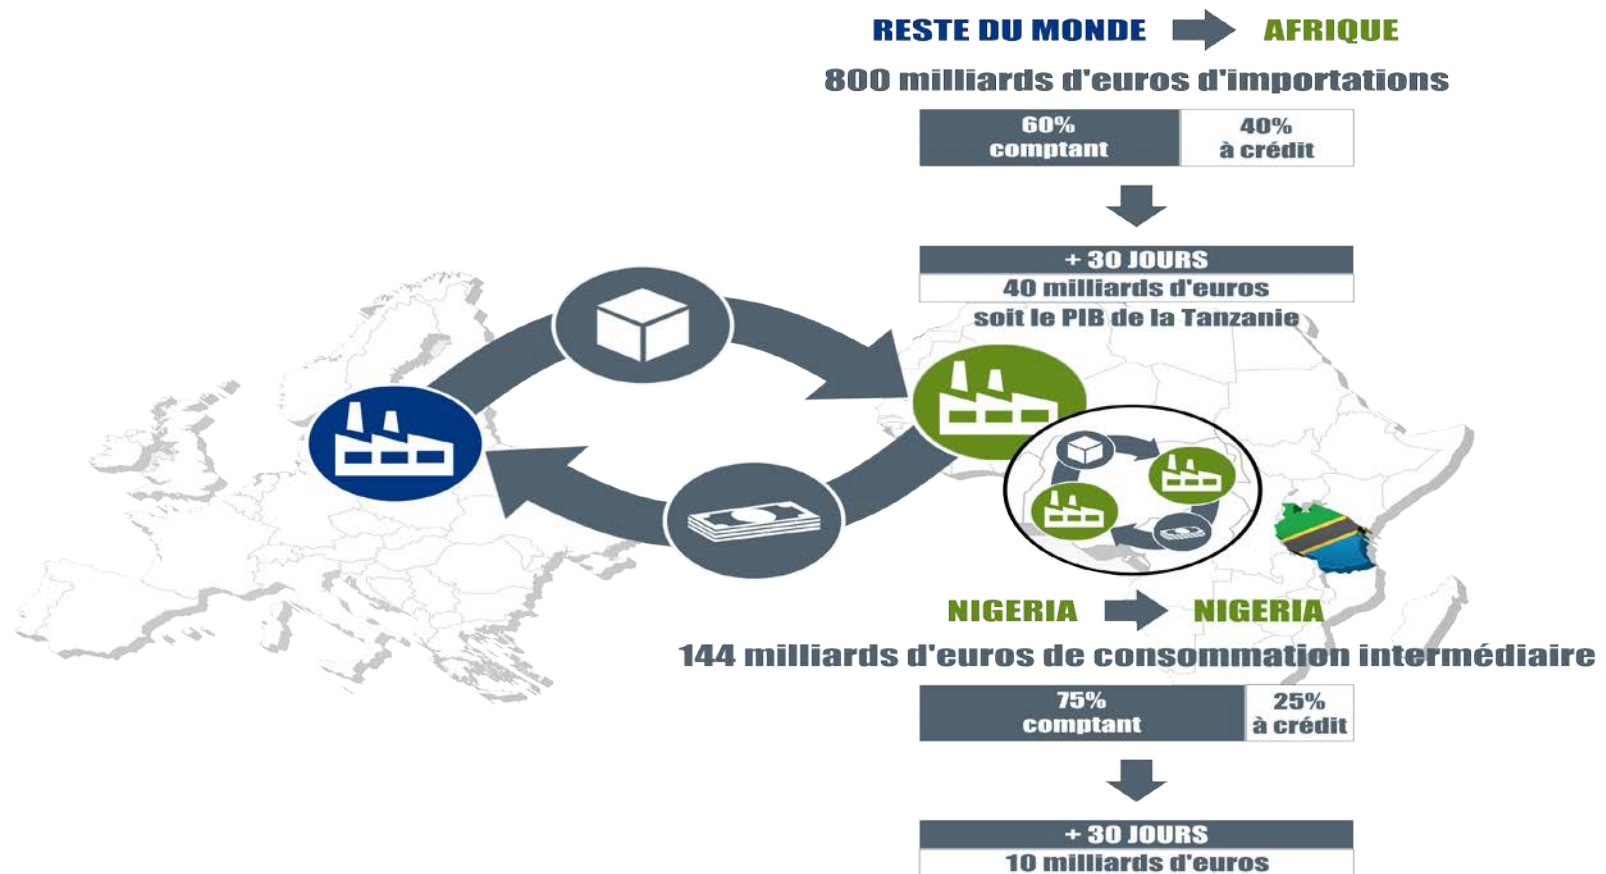 RESTE DU MONDE AFRIQUE
800 milliards d'euros d'importations
60% 40%
comptant à crédit
+ 30 JOURS
40 milliards d'euros
soit le PIB de la Tanzanie
NIGERIA NIGERIA
144 milliards d'euros de consommation intermédiaire
75% 25%
comptant à crédit
+ 30 JOURS
10 milliards d'euros